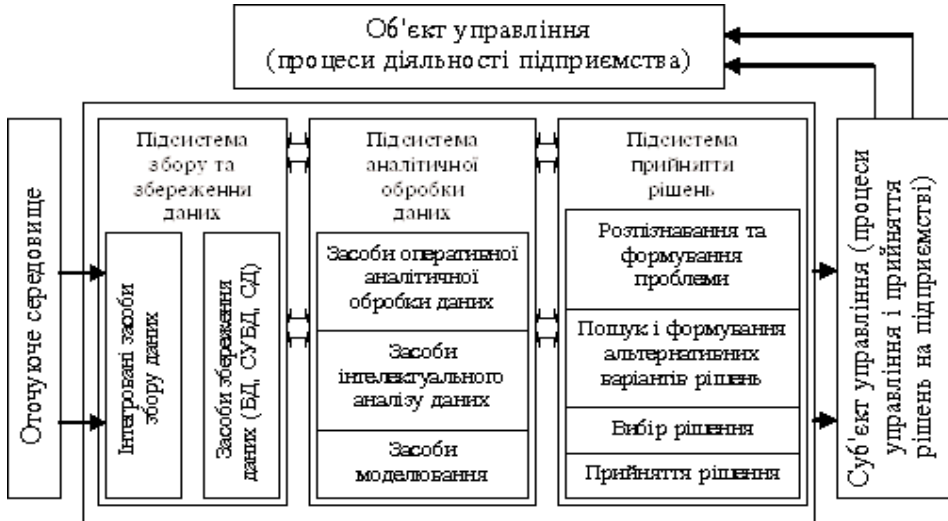 Об'єкт управління
(процеси діяльності підприємства)
Оточуюче середовище
Підсистема
збору та
збереження
даних
Інтегровані засоби
збору даних
Засоби збереження
даних (БД, СУБД, СД)
Підсистема
аналітичної
обробки
даних
Засоби оперативної
аналітичної
обробки даних
Засоби
інтелектуального
аналізу даних
Засоби
моделювання
Підсистема
прийняття
рішень
Розпізнавання та
формування
проблеми
Пошук і формування
альтернативних
варіантів рішень
Вибір рішення
Прийняття рішення
Суб'єкт управління (процеси
управління і прийняття
рішень на підприємстві)